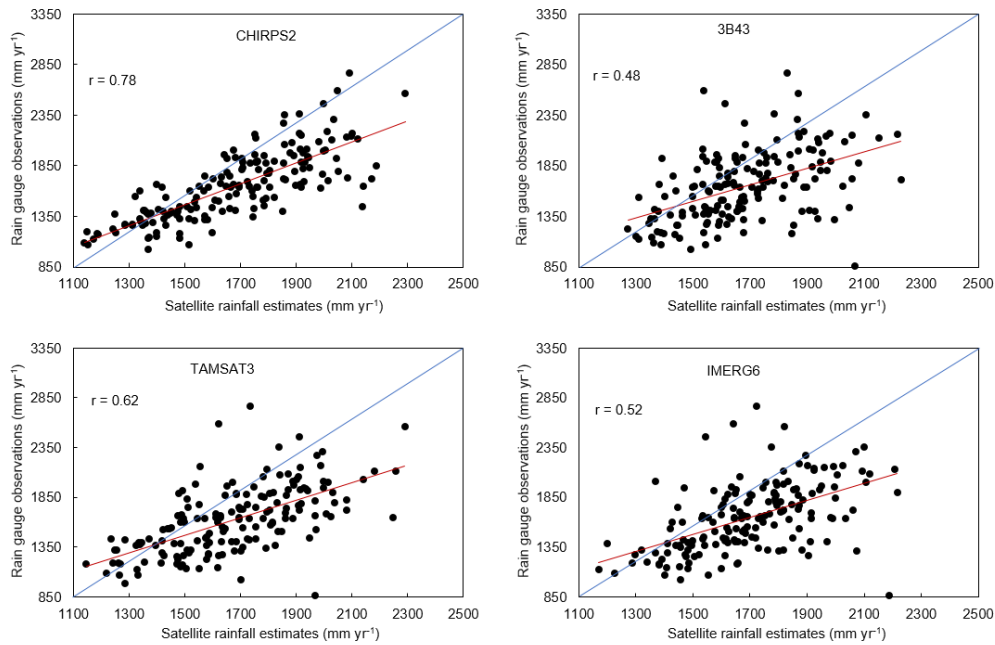 3350
CHIRPS2
2850
r = 0.78
2350
1850
1350
850
Rain gauge observations (mm yr⁻¹)
1100 1300 1500 1700 1900 2100 2300 2500
Satellite rainfall estimates (mm yr⁻¹)
3350
3B43
2850
r = 0.48
2350
1850
1350
850
Rain gauge observations (mm yr⁻¹)
1100 1300 1500 1700 1900 2100 2300 2500
Satellite rainfall estimates (mm yr⁻¹)
3350
TAMSAT3
2850
r = 0.62
2350
1850
1350
850
Rain gauge observations (mm yr⁻¹)
1100 1300 1500 1700 1900 2100 2300 2500
Satellite rainfall estimates (mm yr⁻¹)
3350
IMERG6
2850
r = 0.52
2350
1850
1350
850
Rain gauge observations (mm yr⁻¹)
1100 1300 1500 1700 1900 2100 2300 2500
Satellite rainfall estimates (mm yr⁻¹)